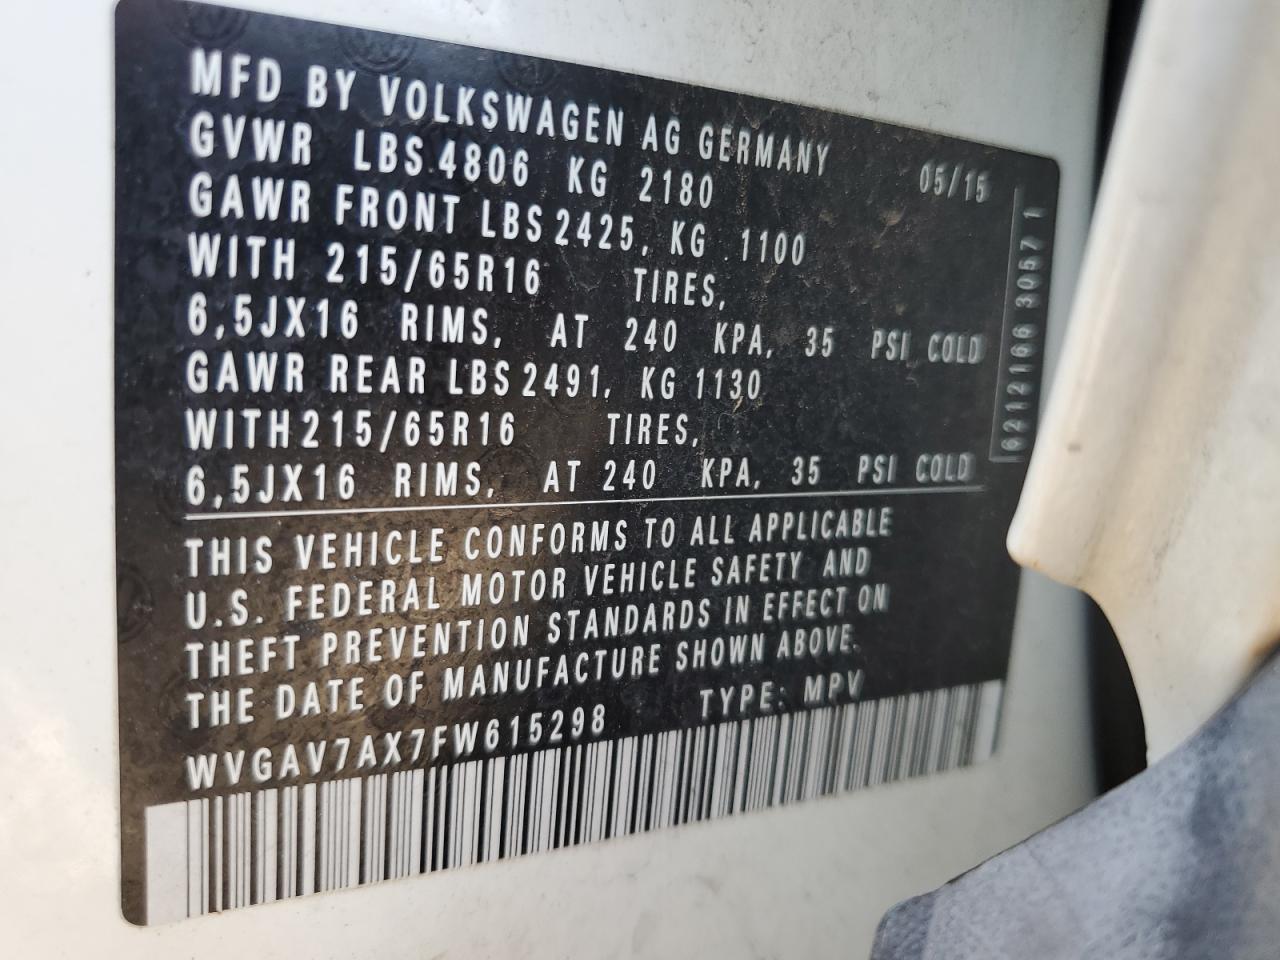 MFD BY VOLKSWAGEN AG GERMANY 05/15
GVWR LBS 4806 KG 2180
GAWR FRONT LBS 2425, KG 1100
WITH 215/65R16 TIRES,
6,5JX16 RIMS, AT 240 KPA, 35 PSI COLD
GAWR REAR LBS 2491, KG 1130
WITH 215/65R16 TIRES,
6,5JX16 RIMS, AT 240 KPA, 35 PSI COLD
THIS VEHICLE CONFORMS TO ALL APPLICABLE
U.S. FEDERAL MOTOR VEHICLE SAFETY AND
THEFT PREVENTION STANDARDS IN EFFECT ON
THE DATE OF MANUFACTURE SHOWN ABOVE.
WVGAV7AX7FW615298 TYPE: MPV
6212166 3057 1